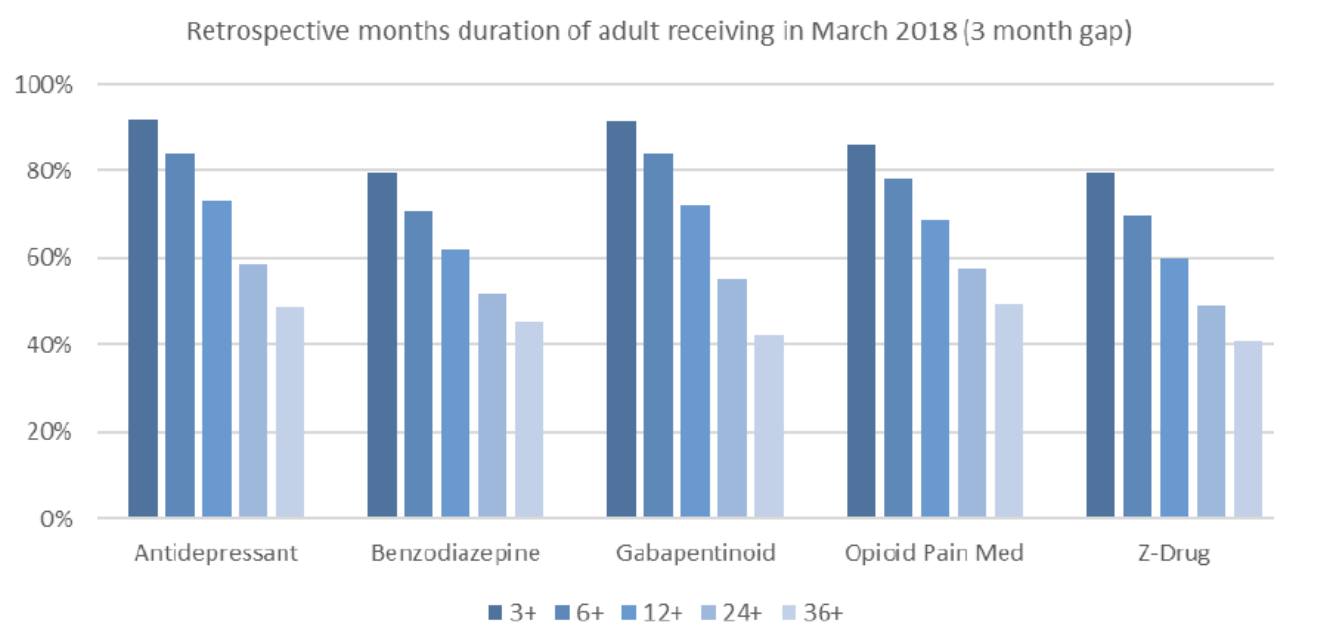 Retrospective months duration of adult receiving in March 2018 (3 month gap)
100%
80%
60%
40%
20%
0%
Antidepressant Benzodiazepine Gabapentinoid Opioid Pain Med Z-Drug
3+ 6+ 12+ 24+ 36+